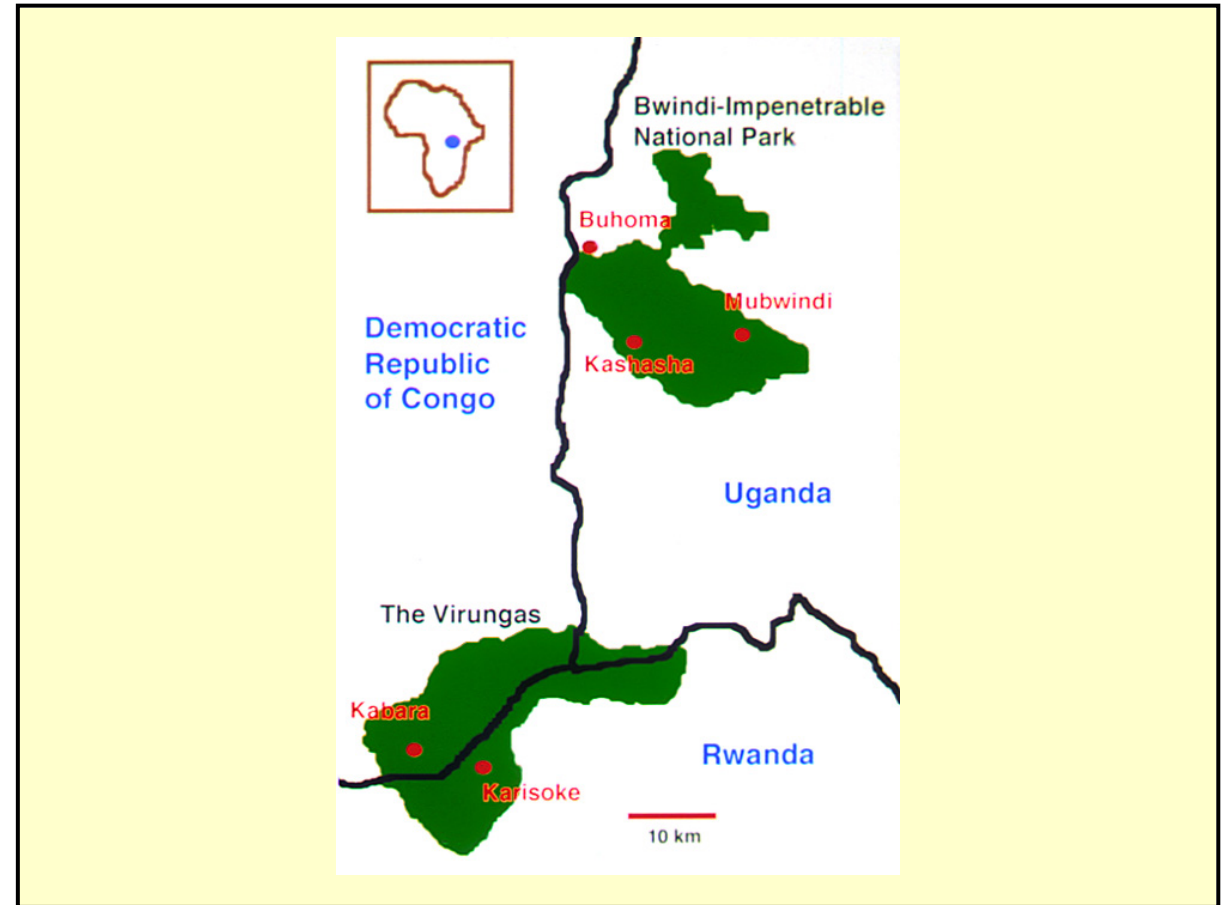 Bwindi-Impenetrable
National Park
Buhoma
Mubwindi
Kashasha
Democratic
Republic
of Congo
Uganda
The Virungas
Kabara
Rwanda
Karisoke
10 km